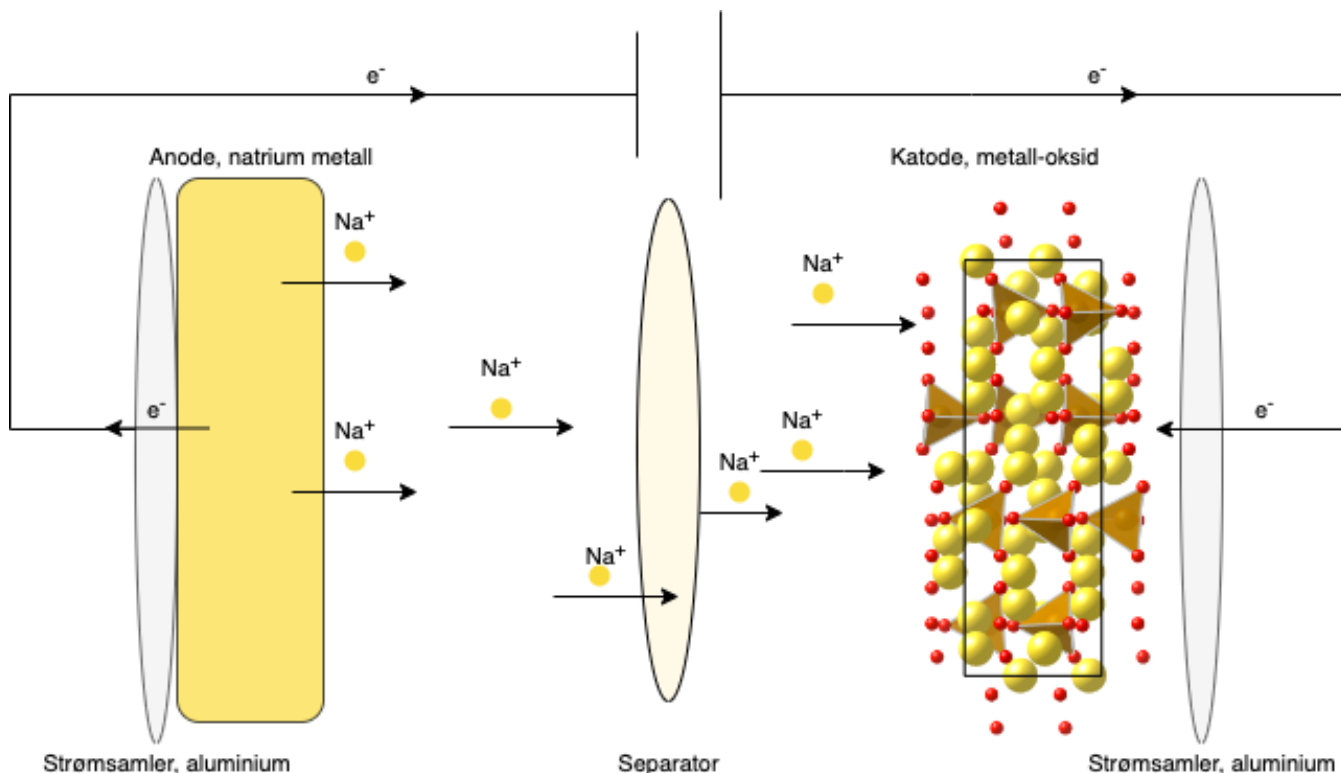 e-
e-
Anode, natrium metall
Katode, metall-oksid
Na+
Na+
Na+
e-
Na+
Na+
e-
Na+
Na+
Strømsamler, aluminium
Separator
Strømsamler, aluminium